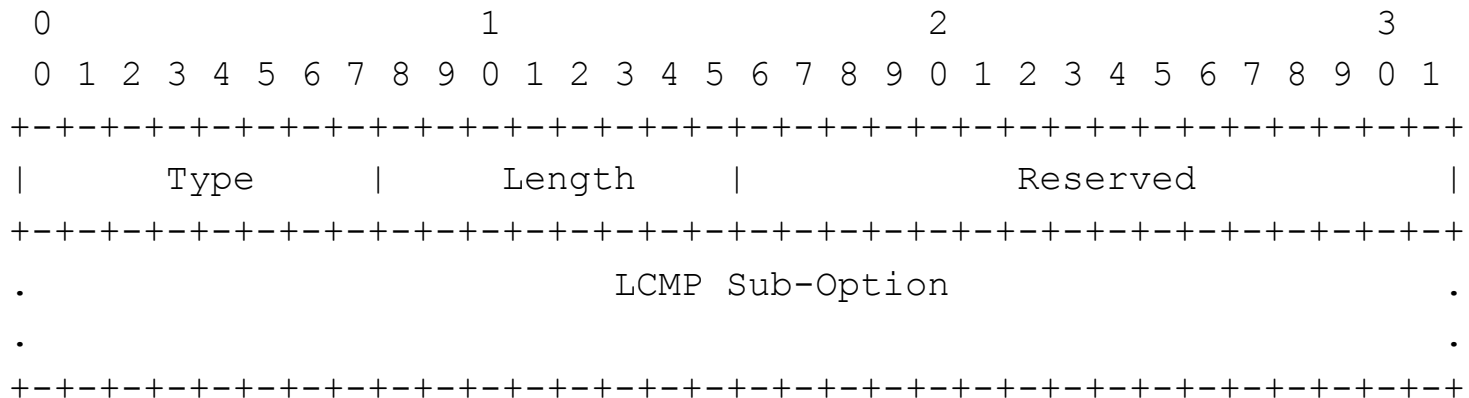 0                   1                   2                   3
 0 1 2 3 4 5 6 7 8 9 0 1 2 3 4 5 6 7 8 9 0 1 2 3 4 5 6 7 8 9 0 1
+-+-+-+-+-+-+-+-+-+-+-+-+-+-+-+-+-+-+-+-+-+-+-+-+-+-+-+-+-+-+-+-+
|      Type     |     Length    |            Reserved           |
+-+-+-+-+-+-+-+-+-+-+-+-+-+-+-+-+-+-+-+-+-+-+-+-+-+-+-+-+-+-+-+-+
.                          LCMP Sub-Option                      .
.                                                               .
+-+-+-+-+-+-+-+-+-+-+-+-+-+-+-+-+-+-+-+-+-+-+-+-+-+-+-+-+-+-+-+-+